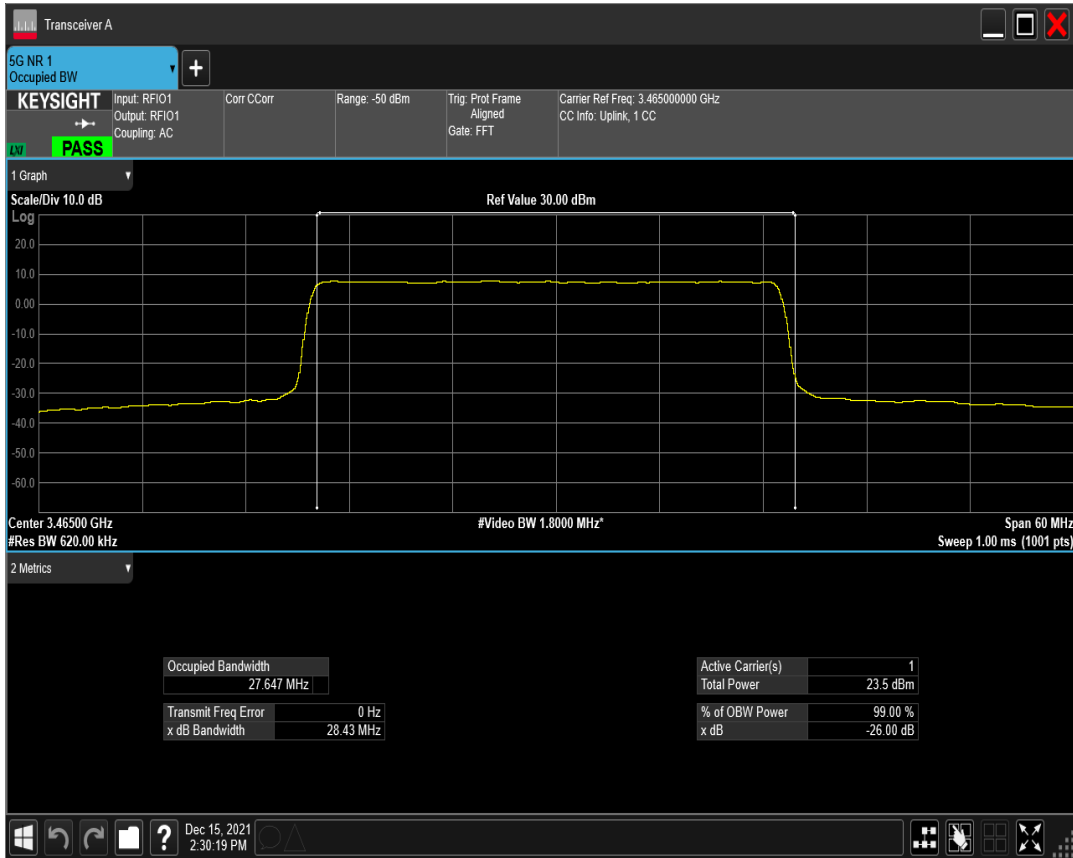 Transceiver A
5G NR 1
Occupied BW
+
KEYSIGHT
Input: RFIO1
Output: RFIO1
Coupling: AC
Corr CCorr
Range: -50 dBm
Trig: Prot Frame
Aligned
Gate: FFT
Carrier Ref Freq: 3.465000000 GHz
CC Info: Uplink, 1 CC
LXI
PASS
1 Graph
Scale/Div 10.0 dB
Ref Value 30.00 dBm
Log
20.0
10.0
0.00
-10.0
-20.0
-30.0
-40.0
-50.0
-60.0
Center 3.46500 GHz
#Video BW 1.8000 MHz*
Span 60 MHz
#Res BW 620.00 kHz
Sweep 1.00 ms (1001 pts)
2 Metrics
Occupied Bandwidth
27.647 MHz
Transmit Freq Error 0 Hz
x dB Bandwidth 28.43 MHz
Active Carrier(s) 1
Total Power 23.5 dBm
% of OBW Power 99.00 %
x dB -26.00 dB
?
Dec 15, 2021
2:30:19 PM